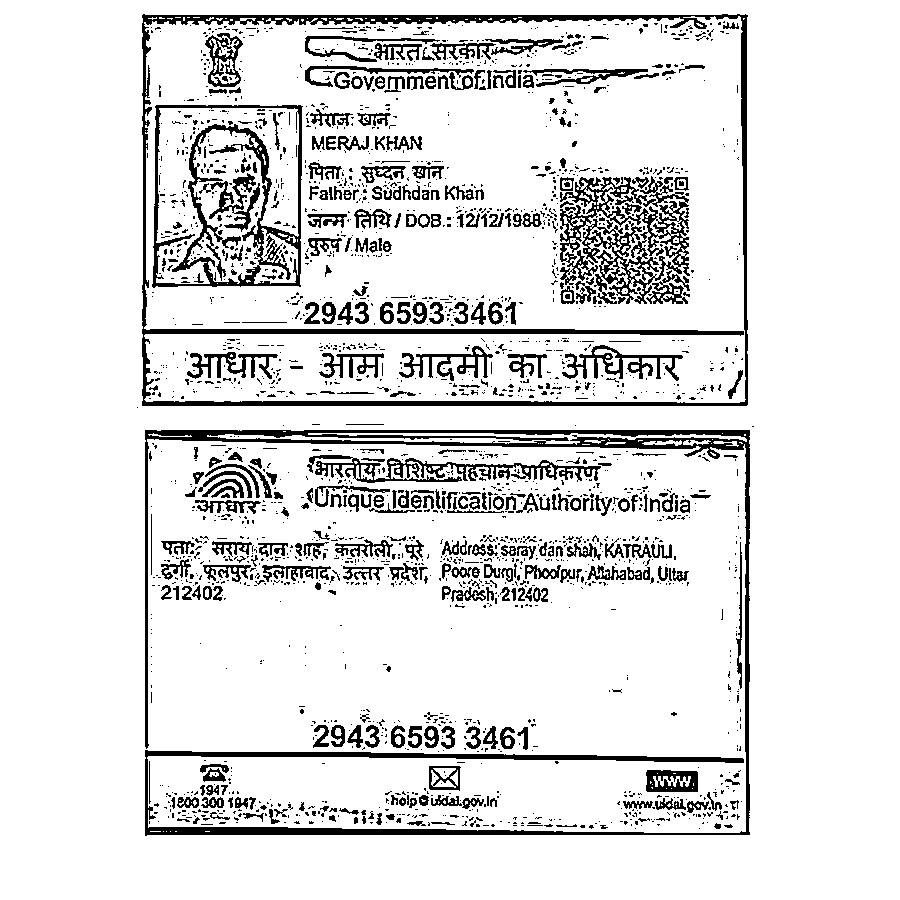 भारत सरकार
Government of India
मेराज खान
MERAJ KHAN
पिता : सुध्दन खान
Father : Sudhdan Khan
जन्म तिथि / DOB : 12/12/1988
पुरुष / Male
2943 6593 3461
आधार - आम आदमी का अधिकार
भारतीय विशिष्ट पहचान प्राधिकरण
Unique Identification Authority of India
आधार
पता: सराय दान शाह, कतरौली, पूरे
दुर्गी, फूलपुर, इलाहाबाद, उत्तर प्रदेश,
212402
Address: saray dan shah, KATRAULI,
Poore Durgi, Phoolpur, Allahabad, Uttar
Pradesh, 212402
2943 6593 3461
1947
1800 300 1947
help@uidai.gov.in
www
www.uidai.gov.in